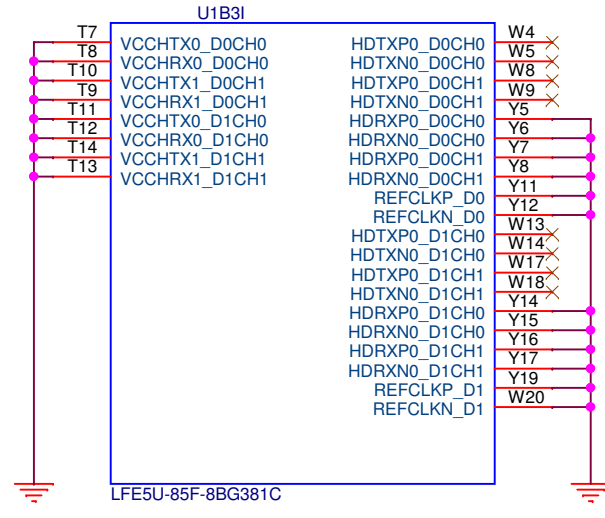 U1B3I
T7 VCCHTX0_D0CH0
T8 VCCHRX0_D0CH0
T10 VCCHTX1_D0CH1
T9 VCCHRX1_D0CH1
T11 VCCHTX0_D1CH0
T12 VCCHRX0_D1CH0
T14 VCCHTX1_D1CH1
T13 VCCHRX1_D1CH1
HDTXP0_D0CH0 W4
HDTXN0_D0CH0 W5
HDTXP0_D0CH1 W8
HDTXN0_D0CH1 W9
HDRXP0_D0CH0 Y5
HDRXN0_D0CH0 Y6
HDRXP0_D0CH1 Y7
HDRXN0_D0CH1 Y8
REFCLKP_D0 Y11
REFCLKN_D0 Y12
HDTXP0_D1CH0 W13
HDTXN0_D1CH0 W14
HDTXP0_D1CH1 W17
HDTXN0_D1CH1 W18
HDRXP0_D1CH0 Y14
HDRXN0_D1CH0 Y15
HDRXP0_D1CH1 Y16
HDRXN0_D1CH1 Y17
REFCLKP_D1 Y19
REFCLKN_D1 W20
LFE5U-85F-8BG381C